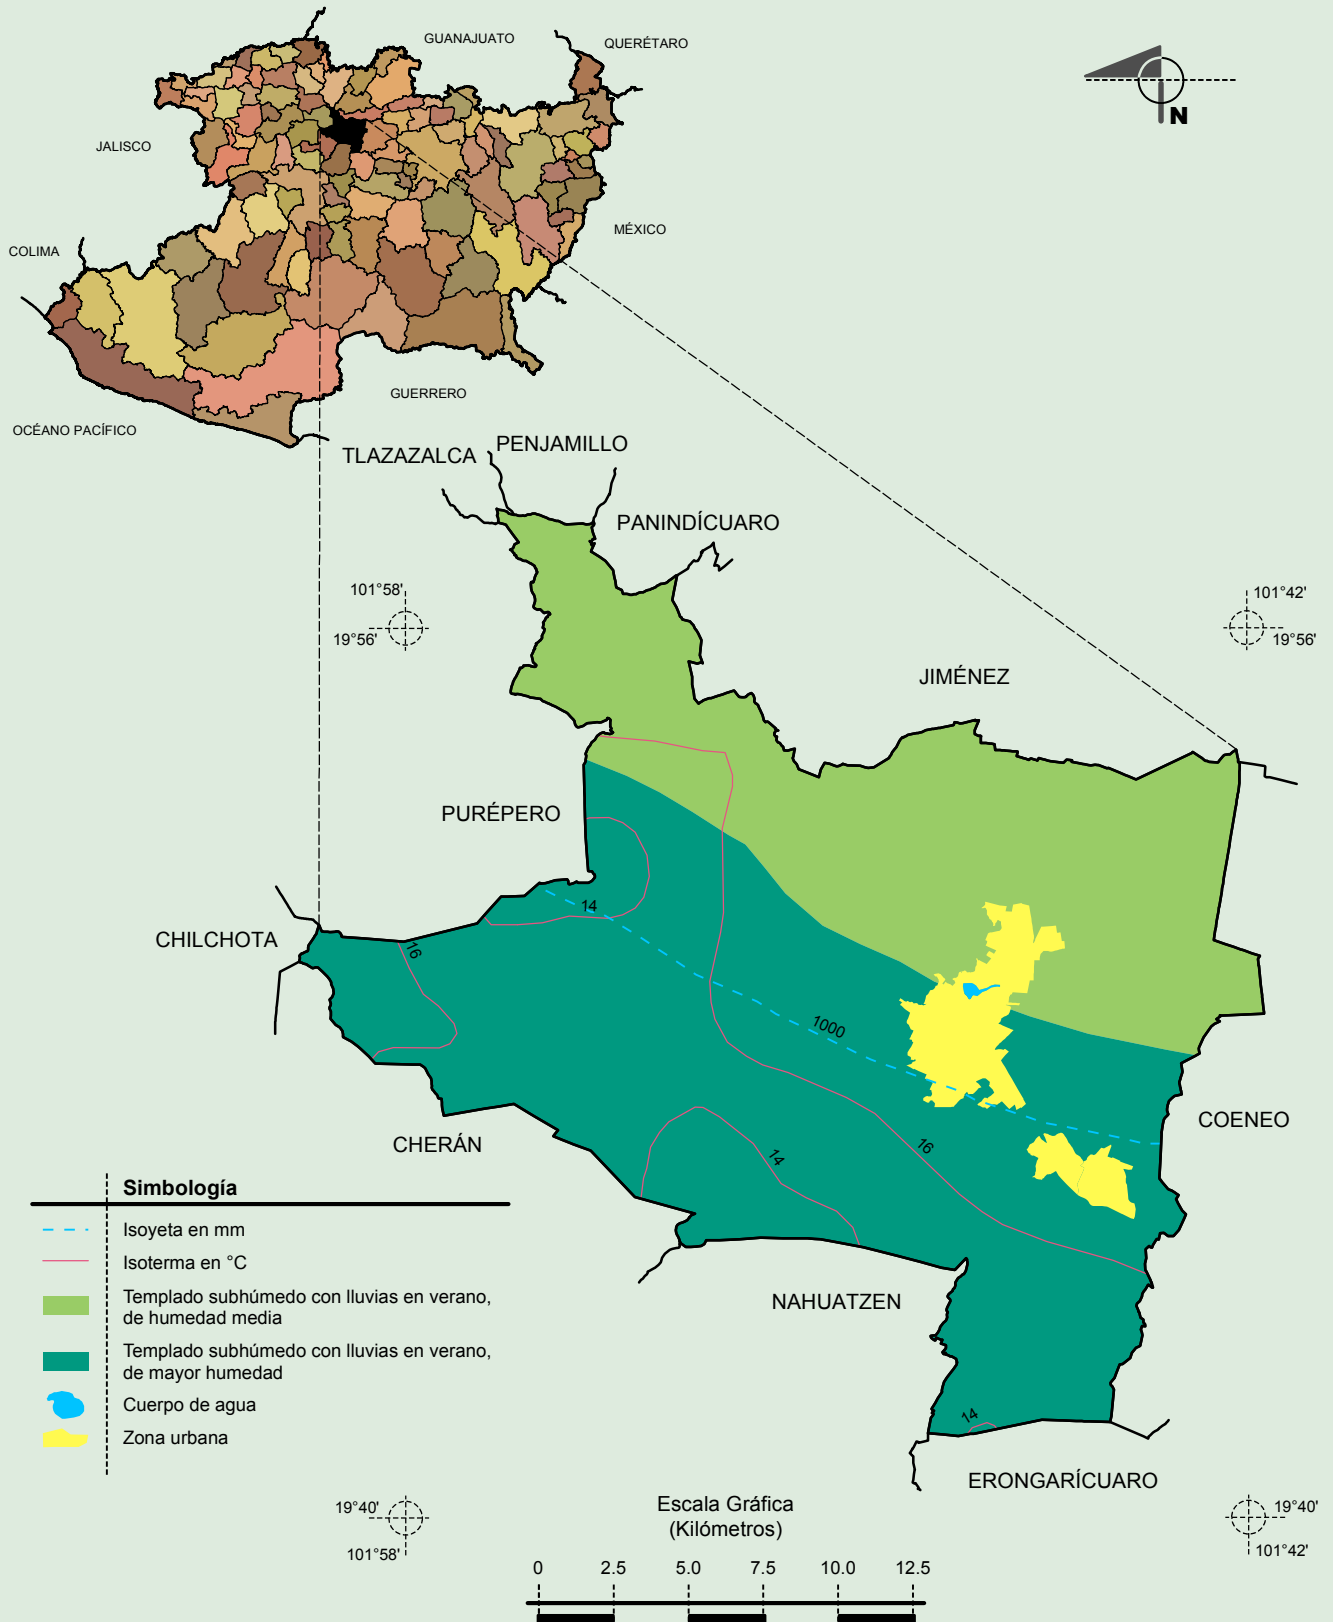 GUANAJUATO
QUERÉTARO
N
JALISCO
MÉXICO
COLIMA
GUERRERO
OCÉANO PACÍFICO
TLAZAZALCA
PENJAMILLO
PANINDÍCUARO
101°58'
19°56'
101°42'
19°56'
JIMÉNEZ
PURÉPERO
14
CHILCHOTA
16
1000
COENEO
CHERÁN
16
14
Simbología
Isoyeta en mm
Isoterma en °C
Templado subhúmedo con lluvias en verano,
de humedad media
NAHUATZEN
Templado subhúmedo con lluvias en verano,
de mayor humedad
Cuerpo de agua
14
Zona urbana
ERONGARÍCUARO
19°40'
101°58'
Escala Gráfica
(Kilómetros)
19°40'
101°42'
0 2.5 5.0 7.5 10.0 12.5